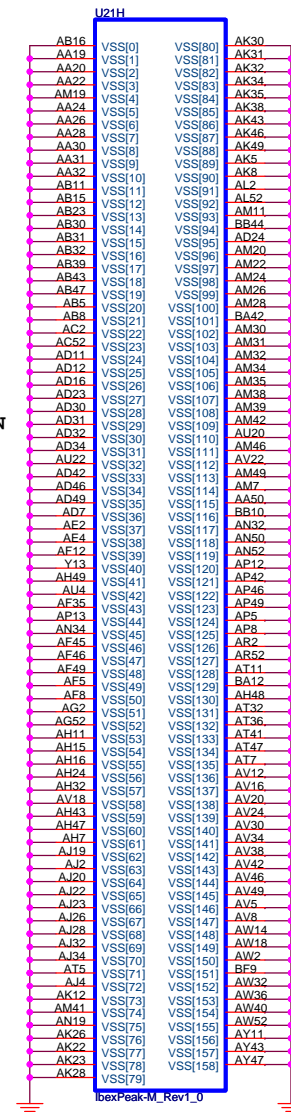 U21H
AB16 VSS[0] VSS[80] AK30
AA19 VSS[1] VSS[81] AK31
AA20 VSS[2] VSS[82] AK32
AA22 VSS[3] VSS[83] AK34
AM19 VSS[4] VSS[84] AK35
AA24 VSS[5] VSS[85] AK38
AA26 VSS[6] VSS[86] AK43
AA28 VSS[7] VSS[87] AK46
AA30 VSS[8] VSS[88] AK49
AA31 VSS[9] VSS[89] AK5
AA32 VSS[10] VSS[90] AK8
AB11 VSS[11] VSS[91] AL2
AB15 VSS[12] VSS[92] AL52
AB23 VSS[13] VSS[93] AM11
AB30 VSS[14] VSS[94] BB44
AB31 VSS[15] VSS[95] AD24
AB32 VSS[16] VSS[96] AM20
AB39 VSS[17] VSS[97] AM22
AB43 VSS[18] VSS[98] AM24
AB47 VSS[19] VSS[99] AM26
AB5 VSS[20] VSS[100] AM28
AB8 VSS[21] VSS[101] BA42
AC2 VSS[22] VSS[102] AM30
AC52 VSS[23] VSS[103] AM31
AD11 VSS[24] VSS[104] AM32
AD12 VSS[25] VSS[105] AM34
AD16 VSS[26] VSS[106] AM35
AD23 VSS[27] VSS[107] AM38
AD30 VSS[28] VSS[108] AM39
AD31 VSS[29] VSS[109] AM42
AD32 VSS[30] VSS[110] AU20
AD34 VSS[31] VSS[111] AM46
AU22 VSS[32] VSS[112] AV22
AD42 VSS[33] VSS[113] AM49
AD46 VSS[34] VSS[114] AM7
AD49 VSS[35] VSS[115] AA50
AD7 VSS[36] VSS[116] BB10
AE2 VSS[37] VSS[117] AN32
AE4 VSS[38] VSS[118] AN50
AF12 VSS[39] VSS[119] AN52
Y13 VSS[40] VSS[120] AP12
AH49 VSS[41] VSS[121] AP42
AU4 VSS[42] VSS[122] AP46
AF35 VSS[43] VSS[123] AP49
AP13 VSS[44] VSS[124] AP5
AN34 VSS[45] VSS[125] AP8
AF45 VSS[46] VSS[126] AR2
AF46 VSS[47] VSS[127] AR52
AF49 VSS[48] VSS[128] AT11
AF5 VSS[49] VSS[129] BA12
AF8 VSS[50] VSS[130] AH48
AG2 VSS[51] VSS[131] AT32
AG52 VSS[52] VSS[132] AT36
AH11 VSS[53] VSS[133] AT41
AH15 VSS[54] VSS[134] AT47
AH16 VSS[55] VSS[135] AT7
AH24 VSS[56] VSS[136] AV12
AH32 VSS[57] VSS[137] AV16
AV18 VSS[58] VSS[138] AV20
AH43 VSS[59] VSS[139] AV24
AH47 VSS[60] VSS[140] AV30
AH7 VSS[61] VSS[141] AV34
AJ19 VSS[62] VSS[142] AV38
AJ2 VSS[63] VSS[143] AV42
AJ20 VSS[64] VSS[144] AV46
AJ22 VSS[65] VSS[145] AV49
AJ23 VSS[66] VSS[146] AV5
AJ26 VSS[67] VSS[147] AV8
AJ28 VSS[68] VSS[148] AW14
AJ32 VSS[69] VSS[149] AW18
AJ34 VSS[70] VSS[150] AW2
AT5 VSS[71] VSS[151] BF9
AJ4 VSS[72] VSS[152] AW32
AK12 VSS[73] VSS[153] AW36
AM41 VSS[74] VSS[154] AW40
AN19 VSS[75] VSS[155] AW52
AK26 VSS[76] VSS[156] AY11
AK22 VSS[77] VSS[157] AY43
AK23 VSS[78] VSS[158] AY47
AK28 VSS[79]
IbexPeak-M_Rev1_0